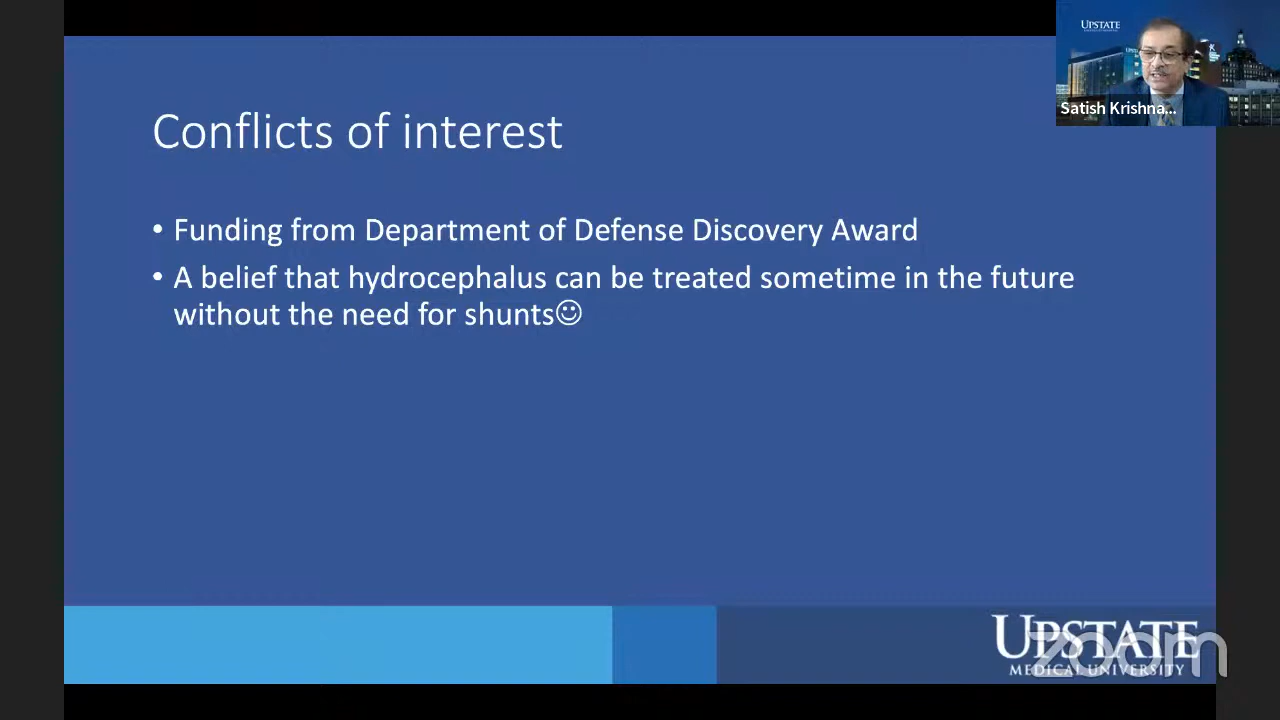 UPSTATE
Satish Krishna...
Conflicts of interest
• Funding from Department of Defense Discovery Award
• A belief that hydrocephalus can be treated sometime in the future
without the need for shunts☺
UPSTATE
MEDICAL UNIVERSITY
zoom